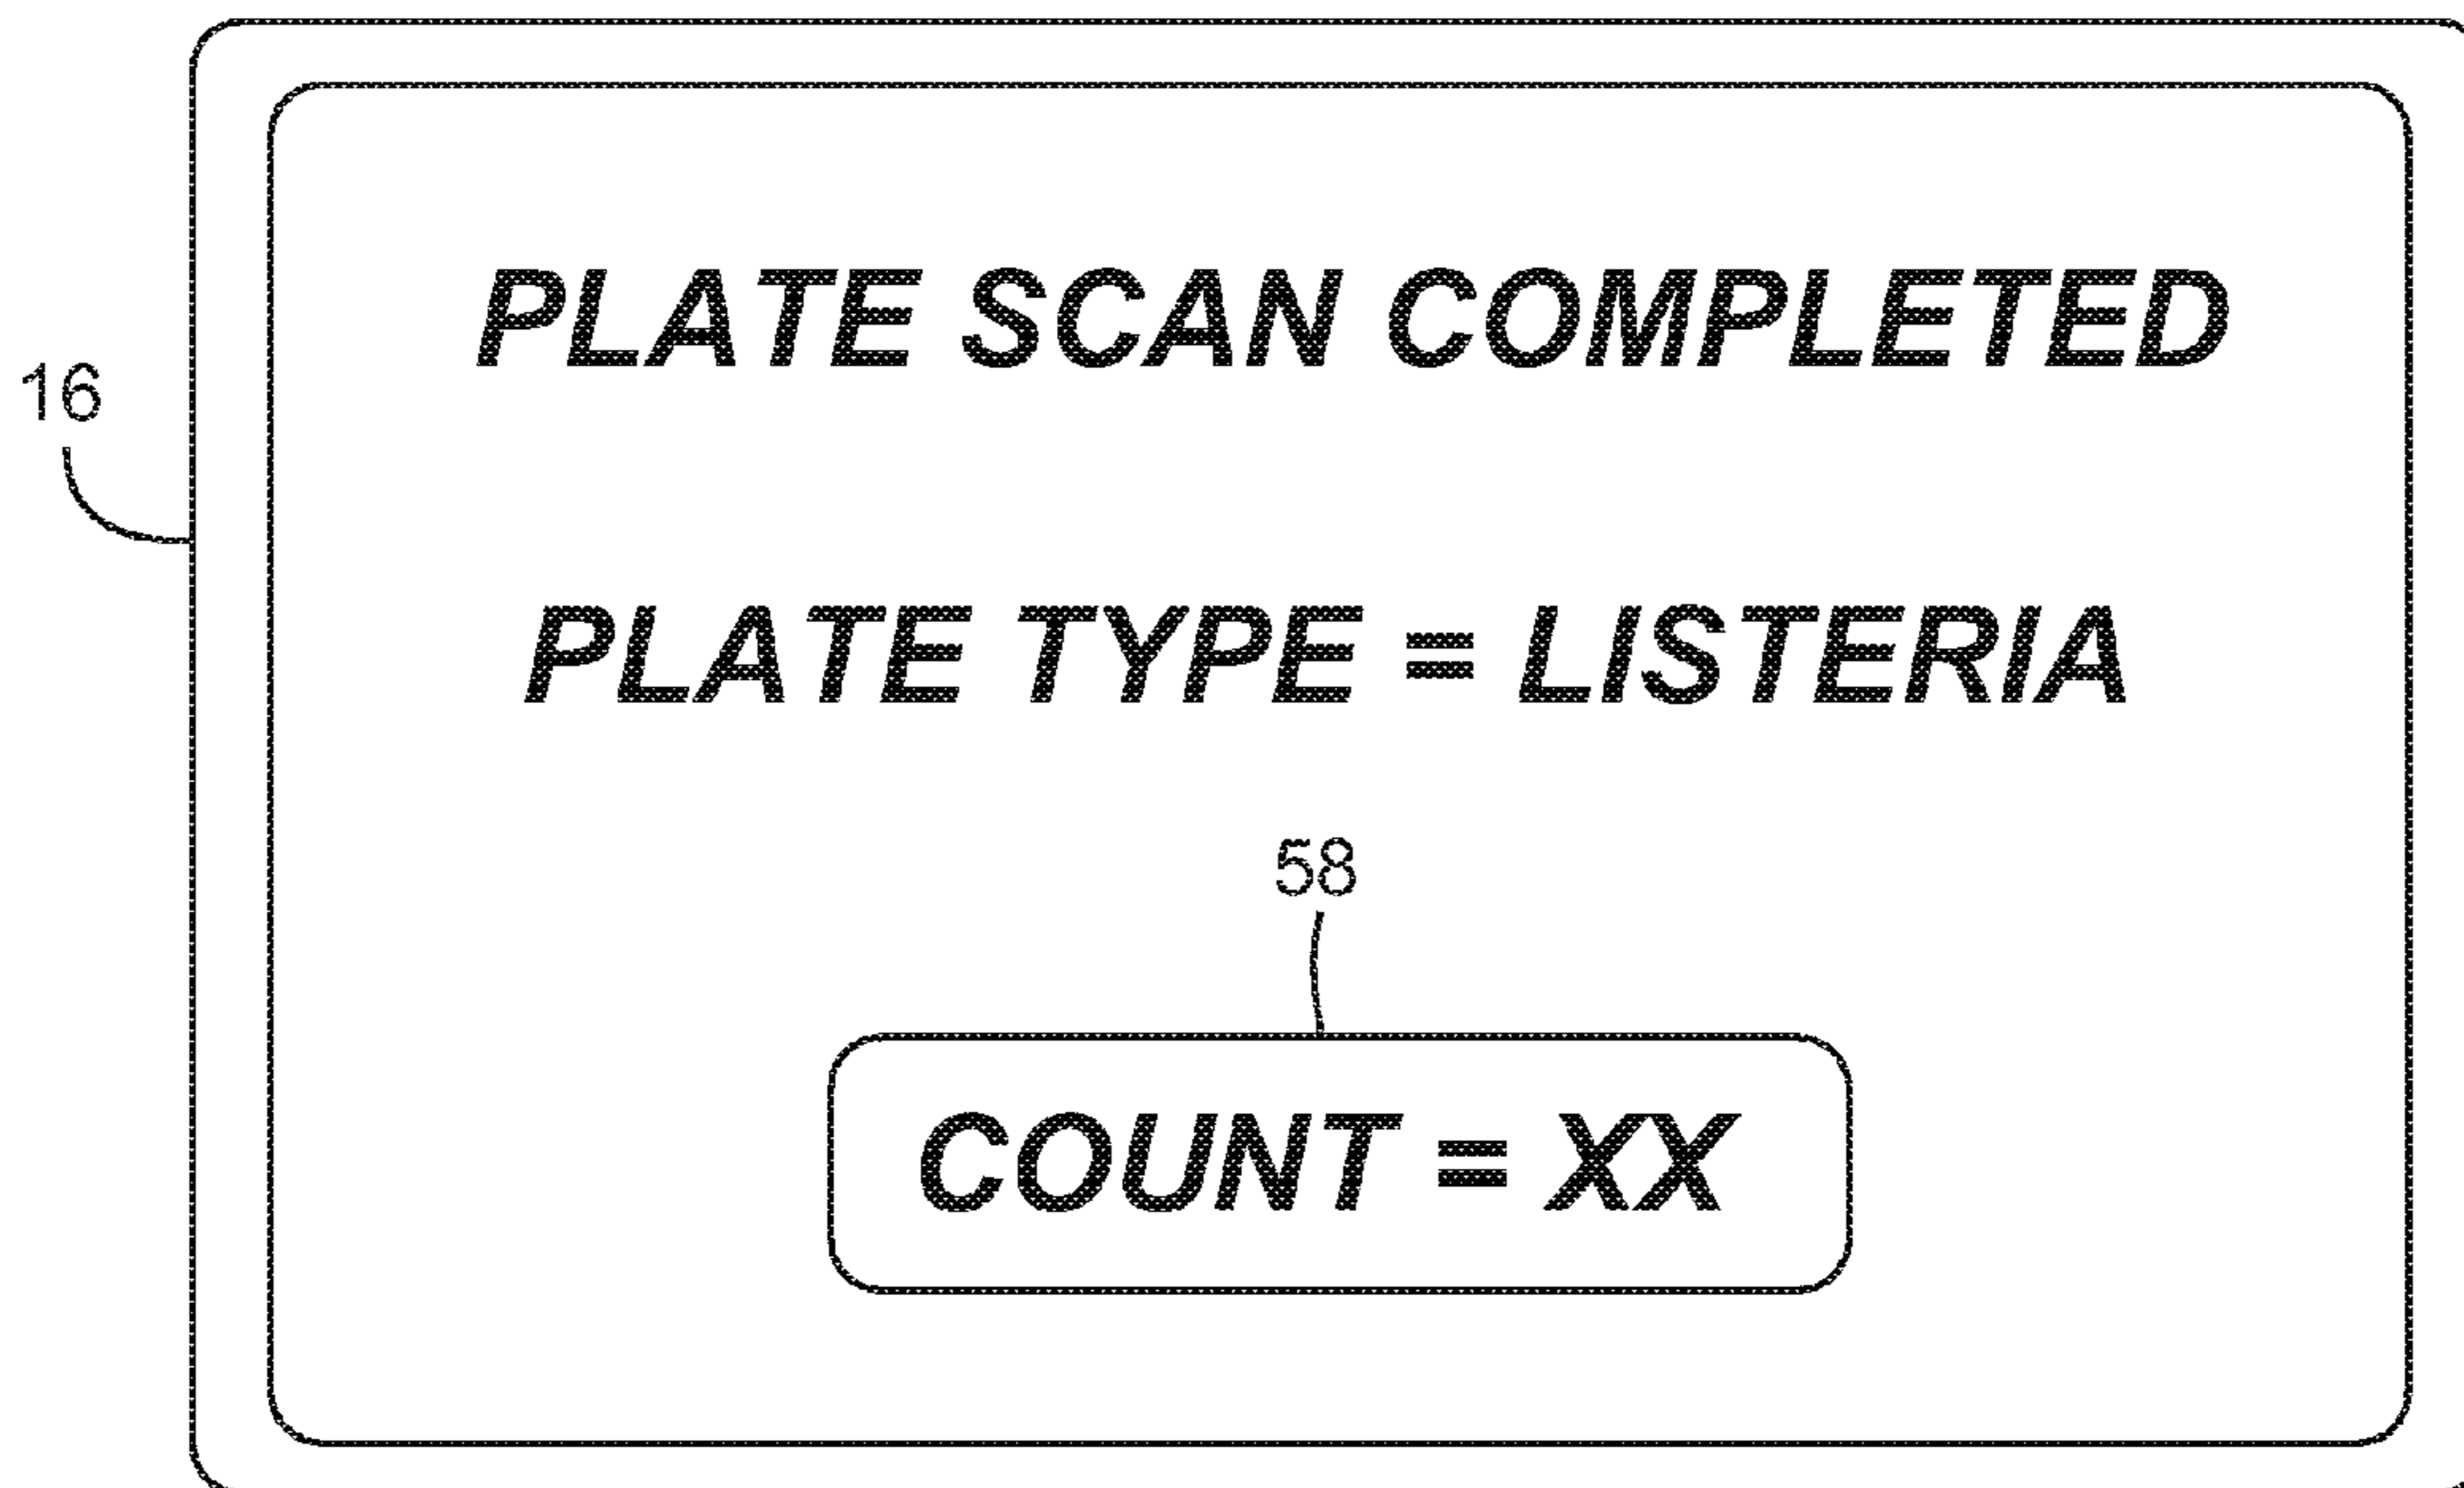 PLATE SCAN COMPLETED
16
PLATE TYPE = LISTERIA
58
COUNT = XX